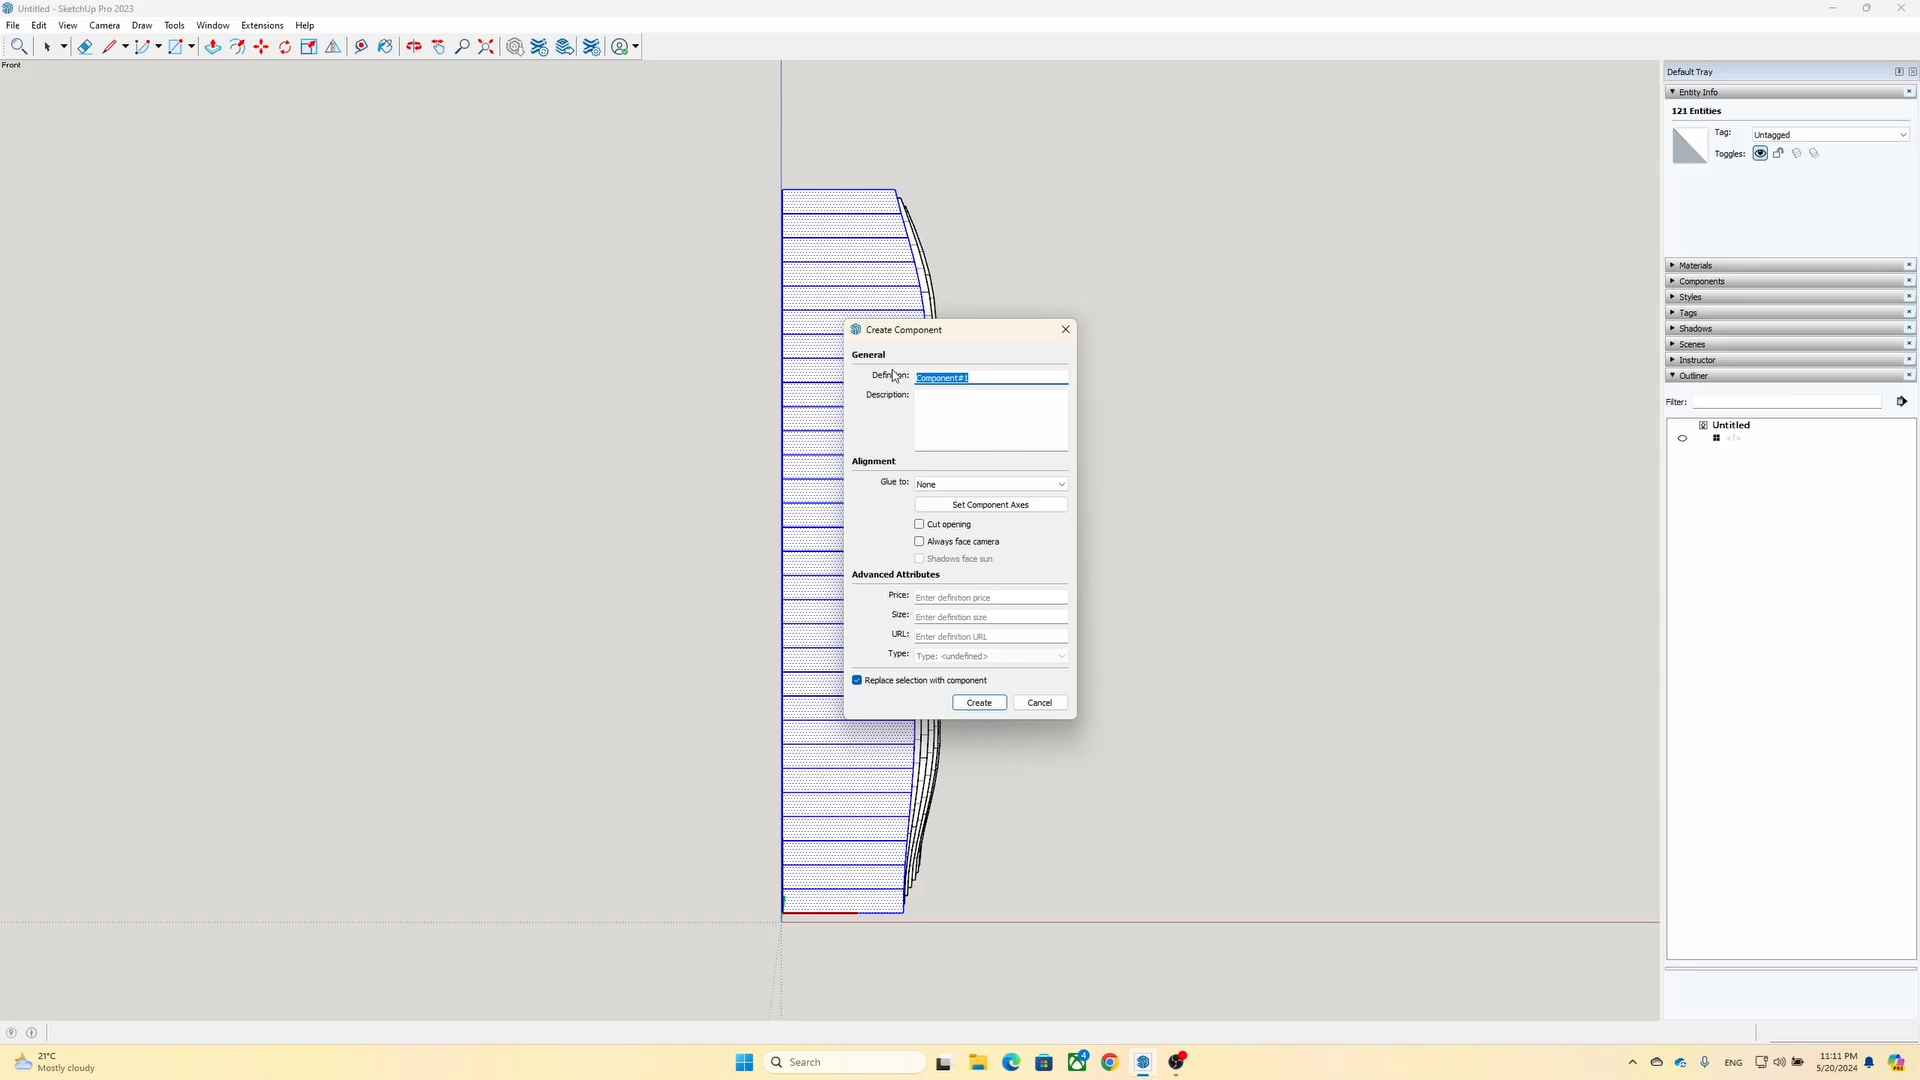 Untitled - SketchUp Pro 2023
File Edit View Camera Draw Tools Window Extensions Help
Front
Default Tray
Entity Info
121 Entities
Tag: Untagged
Toggles:
Materials
Components
Styles
Tags
Shadows
Scenes
Instructor
Outliner
Filter:
Untitled
<1>
Create Component
General
Definition: Component#1
Description:
Alignment
Glue to: None
Set Component Axes
Cut opening
Always face camera
Shadows face sun
Advanced Attributes
Price: Enter definition price
Size: Enter definition size
URL: Enter definition URL
Type: Type: <undefined>
Replace selection with component
Create Cancel
21°C
Mostly cloudy
Search
4
ENG
11:11 PM
5/20/2024
PRE